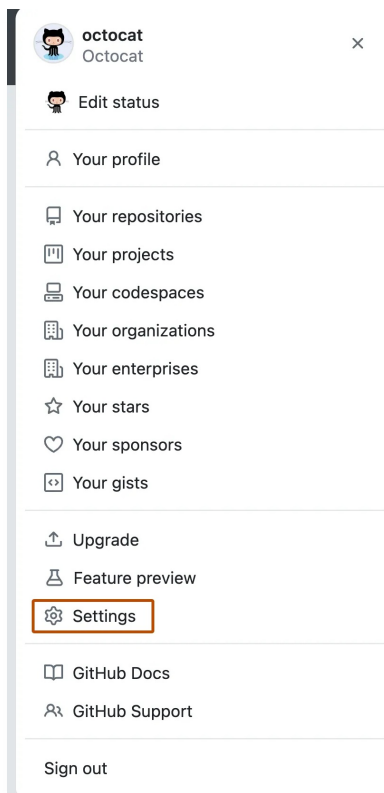 octocat
Octocat
Edit status
Your profile
Your repositories
Your projects
Your codespaces
Your organizations
Your enterprises
Your stars
Your sponsors
Your gists
Upgrade
Feature preview
Settings
GitHub Docs
GitHub Support
Sign out